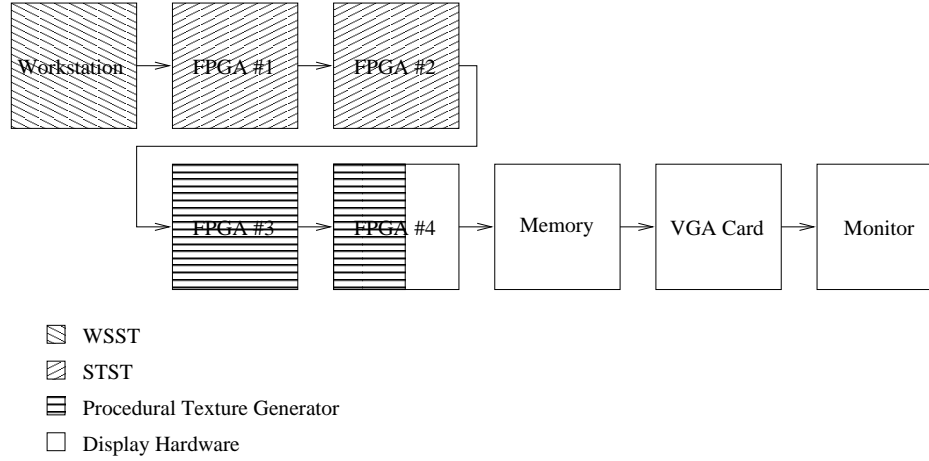 Workstation
FPGA #1
FPGA #2
FPGA #3
FPGA #4
Memory
VGA Card
Monitor
WSST
STST
Procedural Texture Generator
Display Hardware